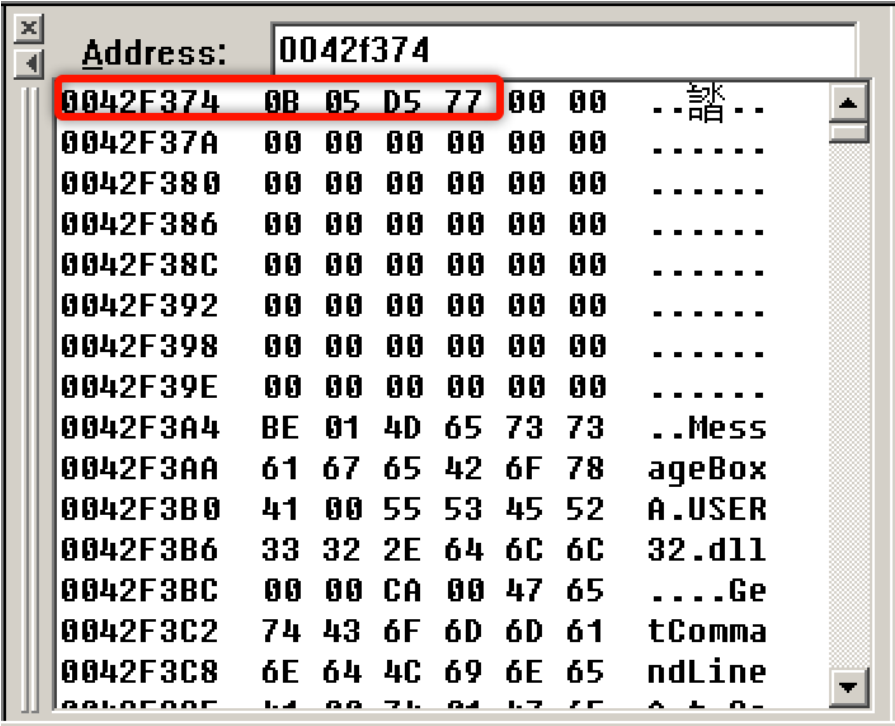 Address: 0042f374
0042F374 0B 05 D5 77 00 00 ..誻..
0042F37A 00 00 00 00 00 00 ......
0042F380 00 00 00 00 00 00 ......
0042F386 00 00 00 00 00 00 ......
0042F38C 00 00 00 00 00 00 ......
0042F392 00 00 00 00 00 00 ......
0042F398 00 00 00 00 00 00 ......
0042F39E 00 00 00 00 00 00 ......
0042F3A4 BE 01 4D 65 73 73 ..Mess
0042F3AA 61 67 65 42 6F 78 ageBox
0042F3B0 41 00 55 53 45 52 A.USER
0042F3B6 33 32 2E 64 6C 6C 32.dll
0042F3BC 00 00 CA 00 47 65 ....Ge
0042F3C2 74 43 6F 6D 6D 61 tComma
0042F3C8 6E 64 4C 69 6E 65 ndLine